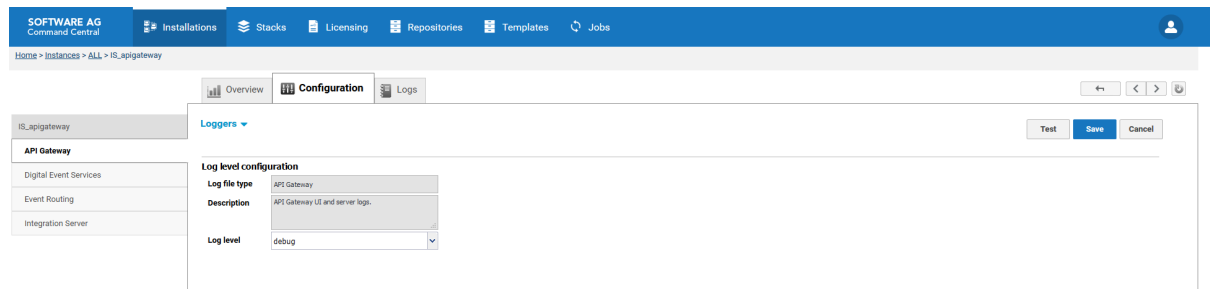 SOFTWARE AG
Command Central
Installations
Stacks
Licensing
Repositories
Templates
Jobs
Home > Instances > ALL > IS_apigateway
Overview
Configuration
Logs
IS_apigateway
API Gateway
Digital Event Services
Event Routing
Integration Server
Loggers
Test
Save
Cancel
Log level configuration
Log file type API Gateway
Description API Gateway UI and server logs.
Log level debug